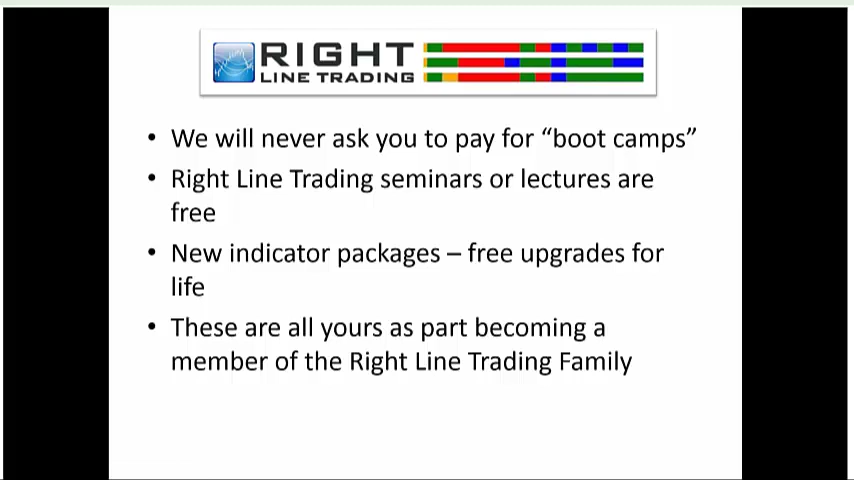 RIGHT
LINE TRADING
• We will never ask you to pay for “boot camps”
• Right Line Trading seminars or lectures are
free
• New indicator packages – free upgrades for
life
• These are all yours as part becoming a
member of the Right Line Trading Family